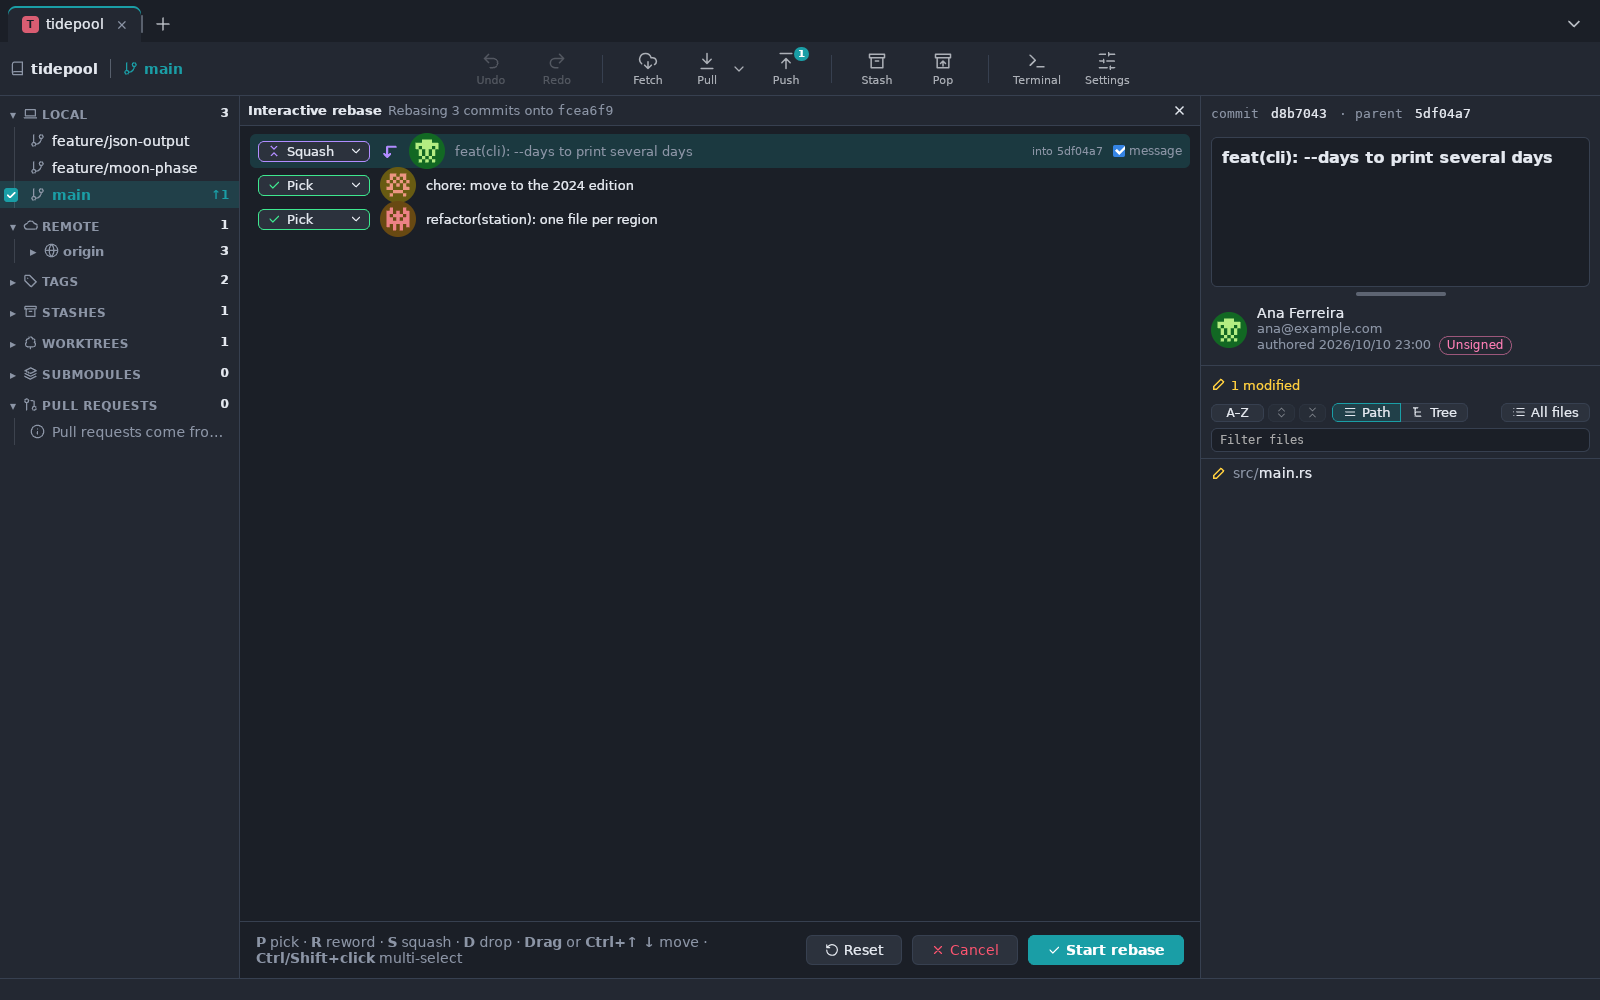 T tidepool
tidepool main
Undo Redo Fetch Pull Push 1 Stash Pop Terminal Settings
LOCAL 3
feature/json-output
feature/moon-phase
main ↑1
REMOTE 1
origin 3
TAGS 2
STASHES 1
WORKTREES 1
SUBMODULES 0
PULL REQUESTS 0
Pull requests come fro...
Interactive rebase Rebasing 3 commits onto fcea6f9
Squash feat(cli): --days to print several days into 5df04a7 message
Pick chore: move to the 2024 edition
Pick refactor(station): one file per region
P pick · R reword · S squash · D drop · Drag or Ctrl+↑ ↓ move ·
Ctrl/Shift+click multi-select
Reset Cancel Start rebase
commit d8b7043 · parent 5df04a7
feat(cli): --days to print several days
Ana Ferreira
ana@example.com
authored 2026/10/10 23:00 Unsigned
1 modified
A-Z Path Tree All files
Filter files
src/main.rs